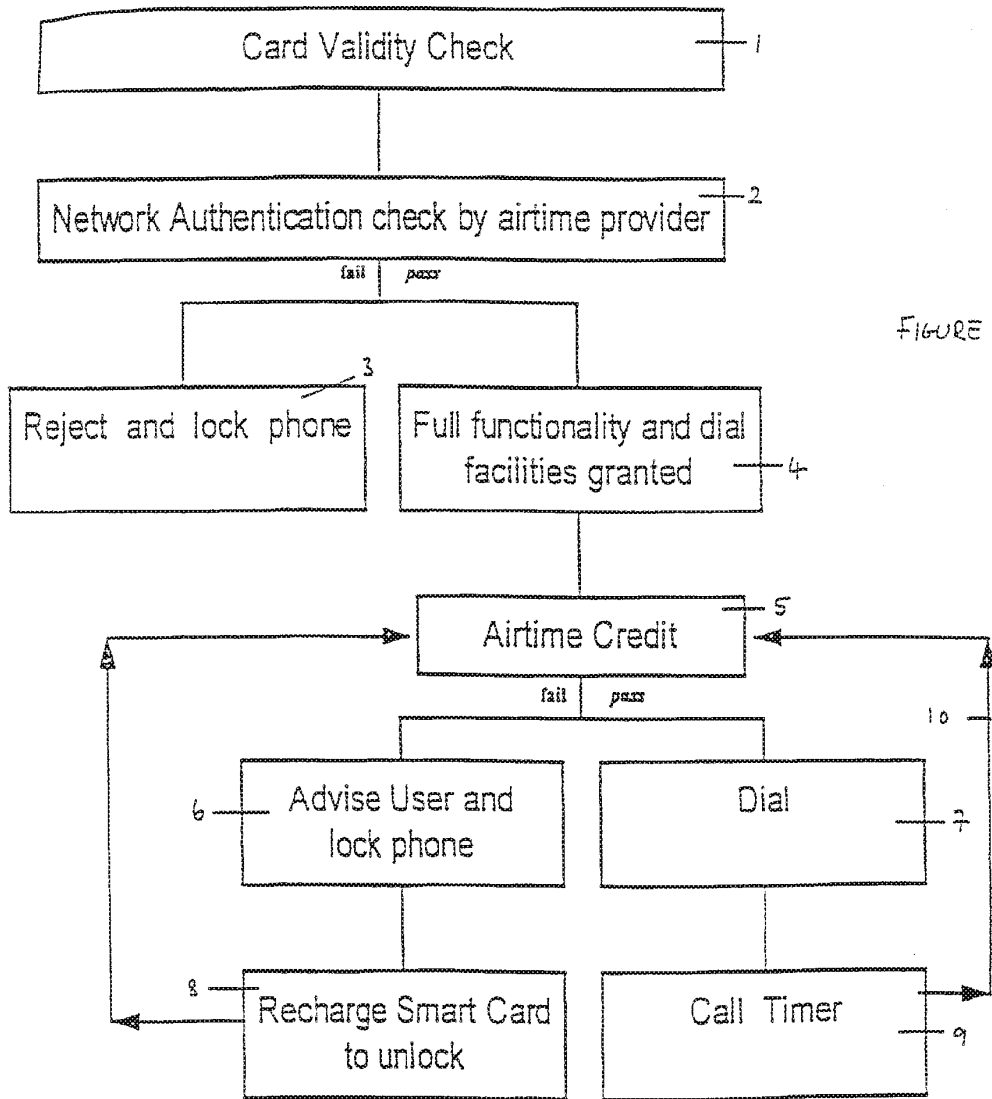 Card Validity Check
1
Network Authentication check by airtime provider
2
fail pass
FIGURE
3
Reject and lock phone
Full functionality and dial
facilities granted
4
Airtime Credit
5
fail pass
10
6
Advise User and
lock phone
Dial
7
8
Recharge Smart Card
to unlock
Call Timer
9